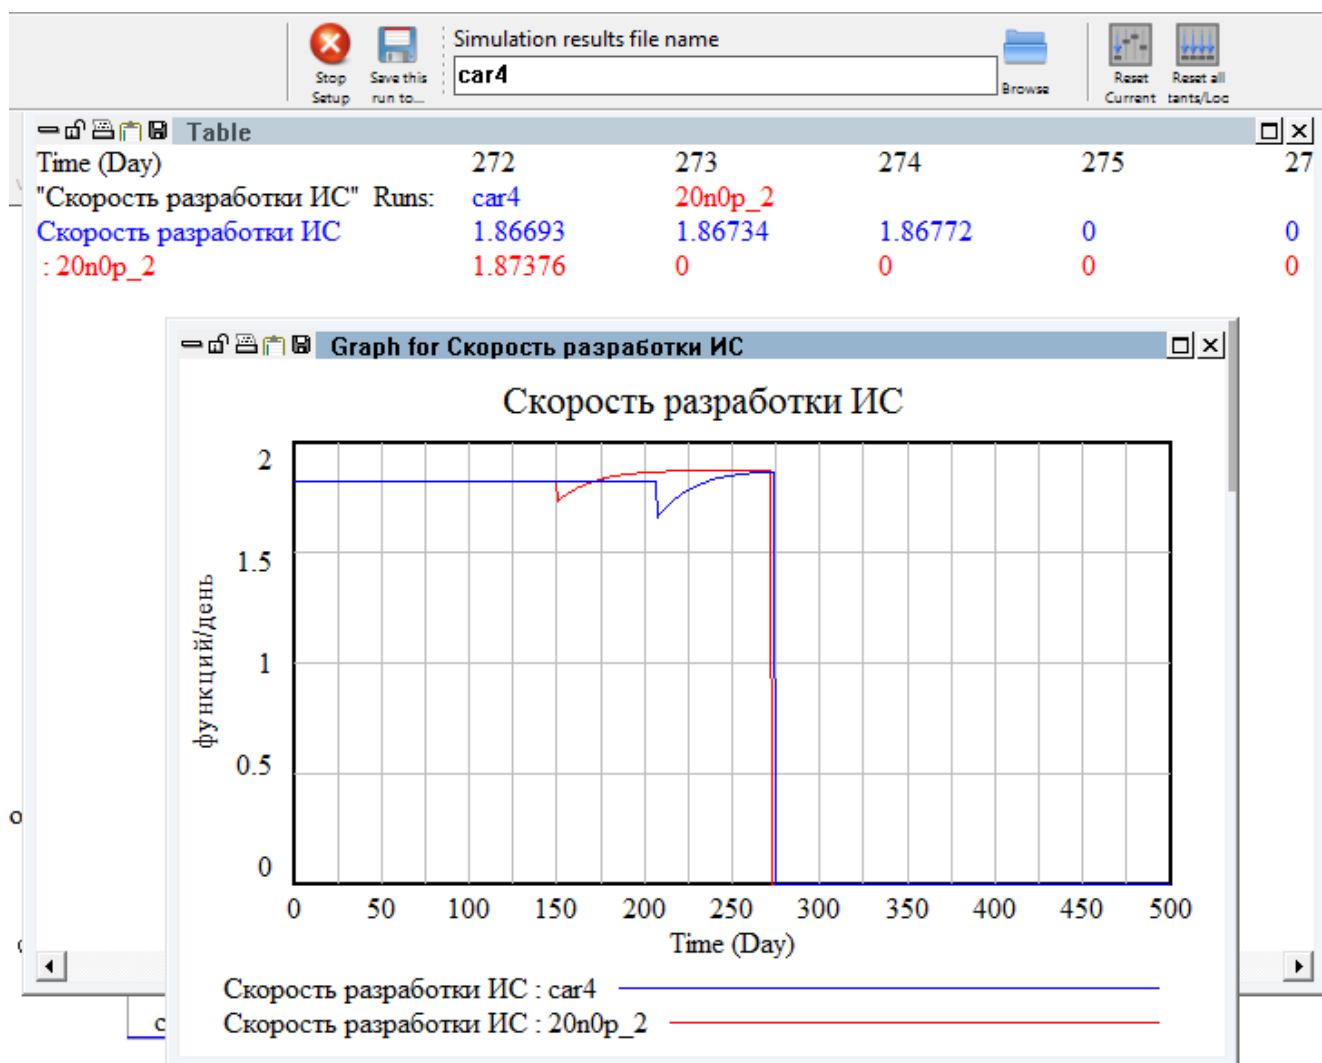 Simulation results file name
car4
Stop Setup
Save this run to...
Browse
Reset Current
Reset all tants/Loc
Table
Time (Day) 272 273 274 275 27
"Скорость разработки ИС" Runs: car4 20n0p_2
Скорость разработки ИС 1.86693 1.86734 1.86772 0 0
: 20n0p_2 1.87376 0 0 0 0
Graph for Скорость разработки ИС
Скорость разработки ИС
2
1.5
1
0.5
0
функций/день
0 50 100 150 200 250 300 350 400 450 500
Time (Day)
Скорость разработки ИС : car4
Скорость разработки ИС : 20n0p_2